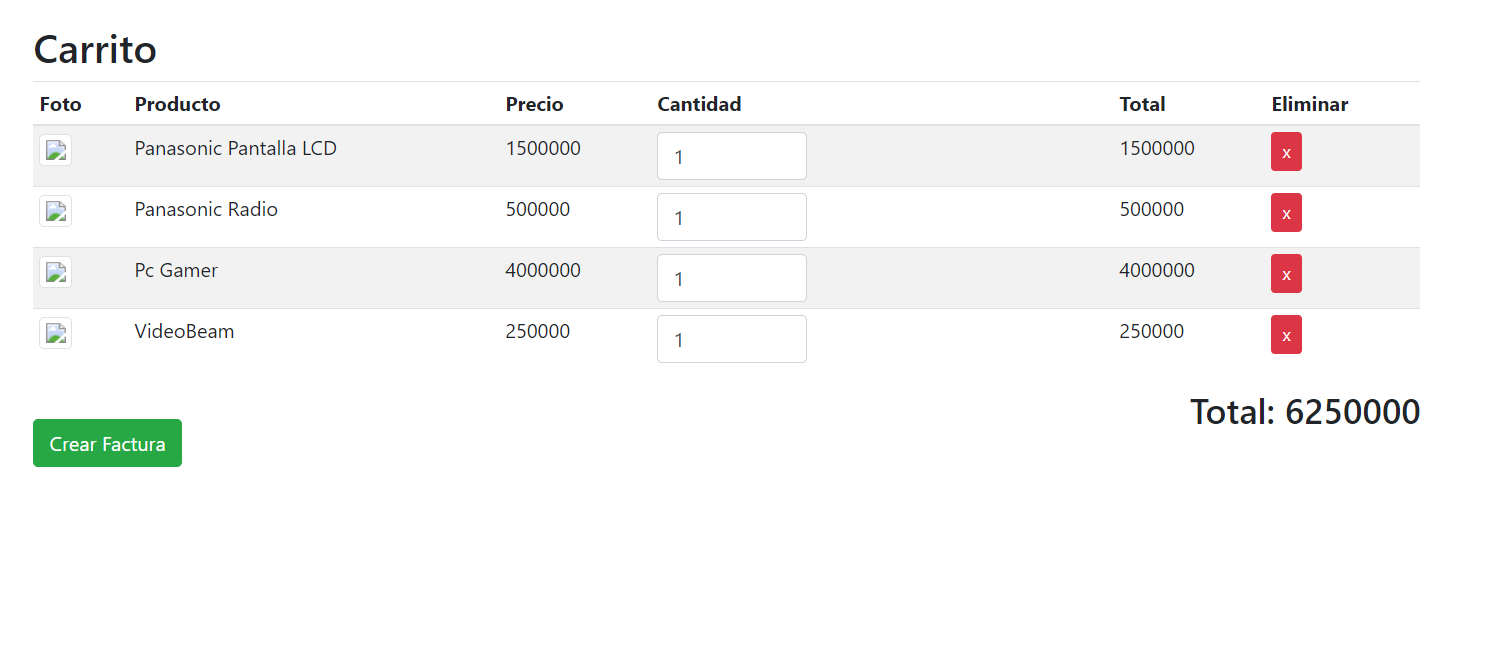 Carrito
Foto Producto Precio Cantidad Total Eliminar
Panasonic Pantalla LCD 1500000 1 1500000 x
Panasonic Radio 500000 1 500000 x
Pc Gamer 4000000 1 4000000 x
VideoBeam 250000 1 250000 x
Total: 6250000
Crear Factura